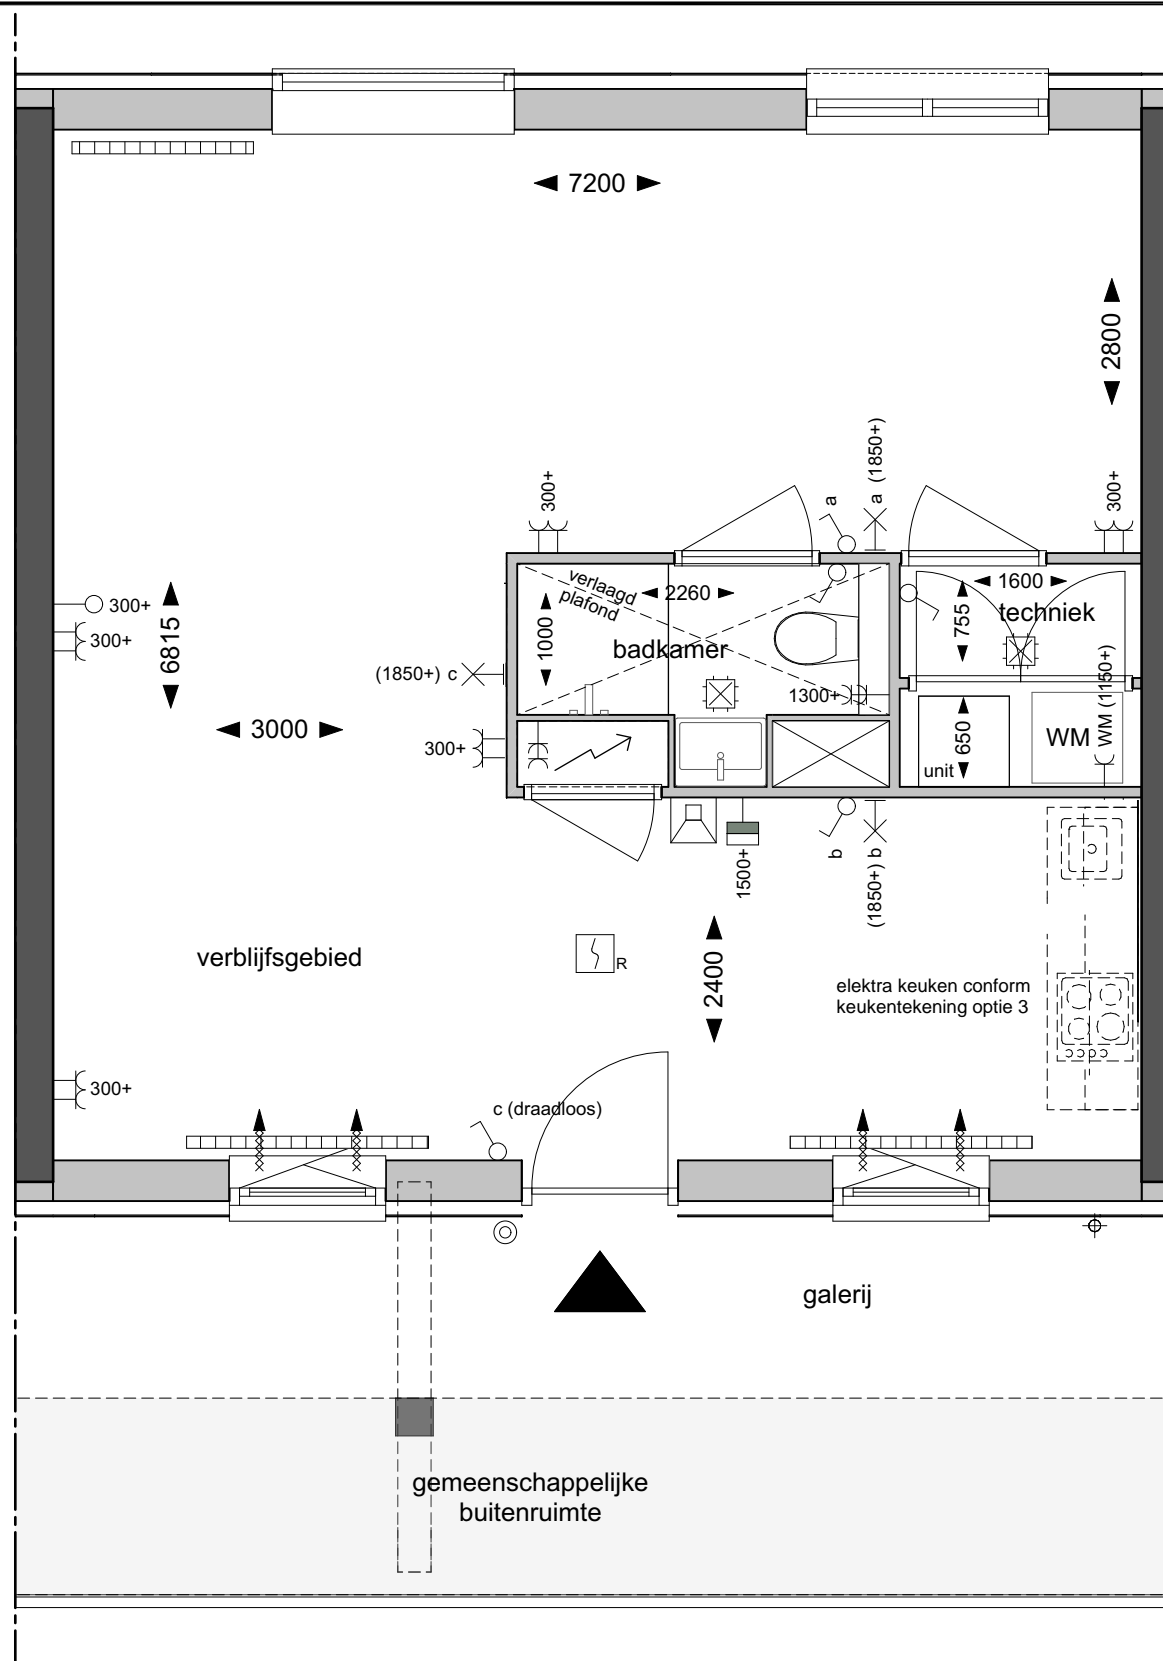 7200
2800
a (1850+)
300+
a
300+
verlaagd
plafond
2260
1600
755
techniek
300+
300+
6815
1000
badkamer
(1850+) c
1300+
WM (1150+)
3000
300+
650
WM
unit
1500+
b
(1850+) b
verblijfsgebied
R
2400
elektra keuken conform
keukentekening optie 3
300+
c (draadloos)
galerij
gemeenschappelijke
buitenruimte